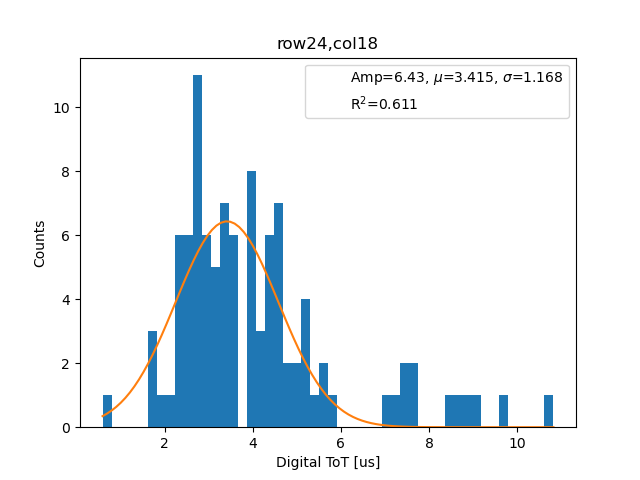 row24,col18
Amp=6.43, μ=3.415, σ=1.168
R²=0.611
Counts
10
8
6
4
2
0
2 4 6 8 10
Digital ToT [us]